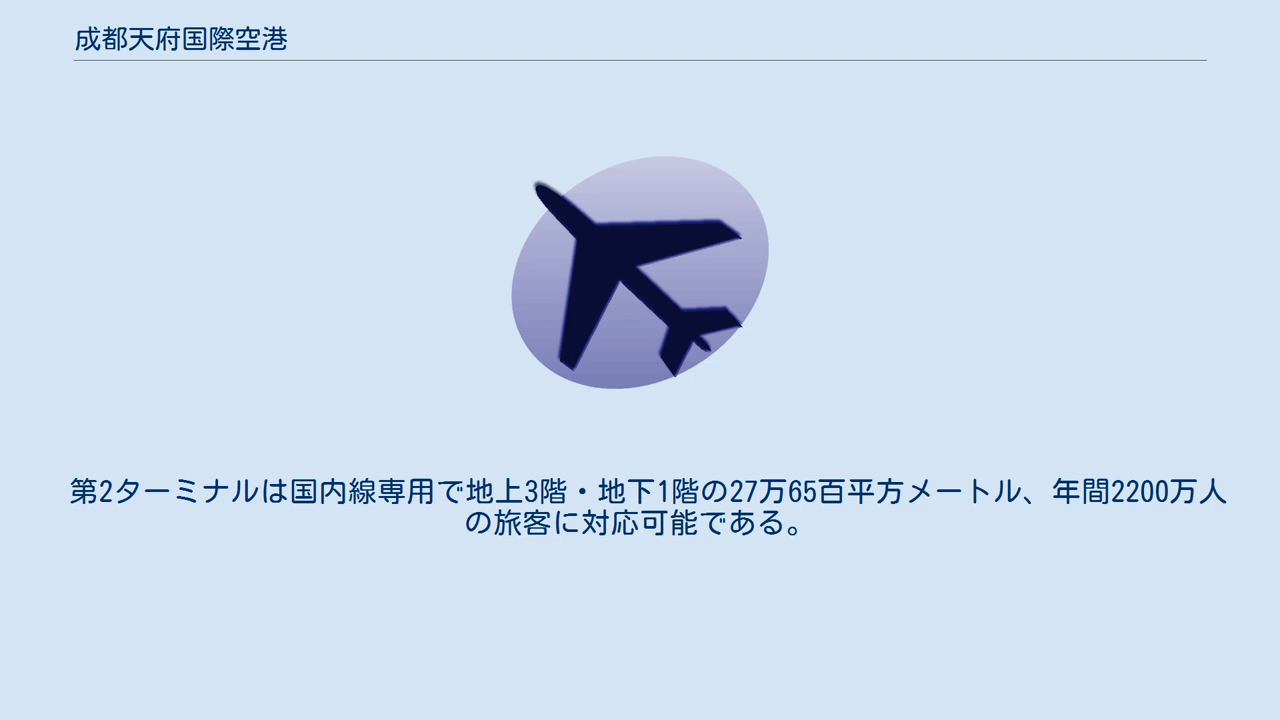 成都天府国際空港
第2ターミナルは国内線専用で地上3階・地下1階の27万65百平方メートル、年間2200万人
の旅客に対応可能である。